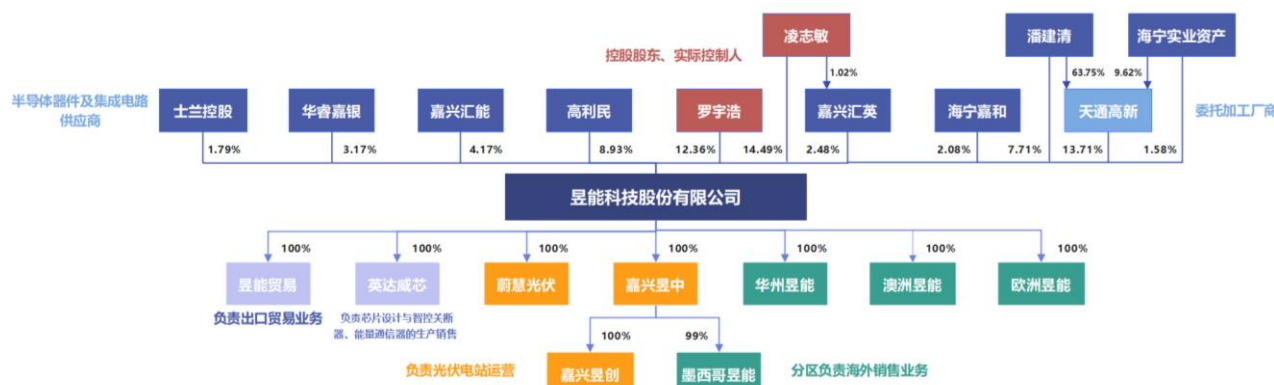 凌志敏
潘建清
海宁实业资产
控股股东、实际控制人
1.02%
63.75%
9.62%
半导体器件及集成电路
供应商
士兰控股
华睿嘉银
嘉兴汇能
高利民
罗宇浩
嘉兴汇英
海宁嘉和
天通高新
委托加工厂商
1.79%
3.17%
4.17%
8.93%
12.36%
14.49%
2.48%
2.08%
7.71%
13.71%
1.58%
昱能科技股份有限公司
100%
100%
100%
100%
100%
100%
100%
昱能贸易
英达威芯
蔚慧光伏
嘉兴昱中
华州昱能
澳洲昱能
欧洲昱能
负责出口贸易业务
负责芯片设计与智控关断
器、能量通信器的生产销售
100%
99%
负责光伏电站运营
嘉兴昱创
墨西哥昱能
分区负责海外销售业务